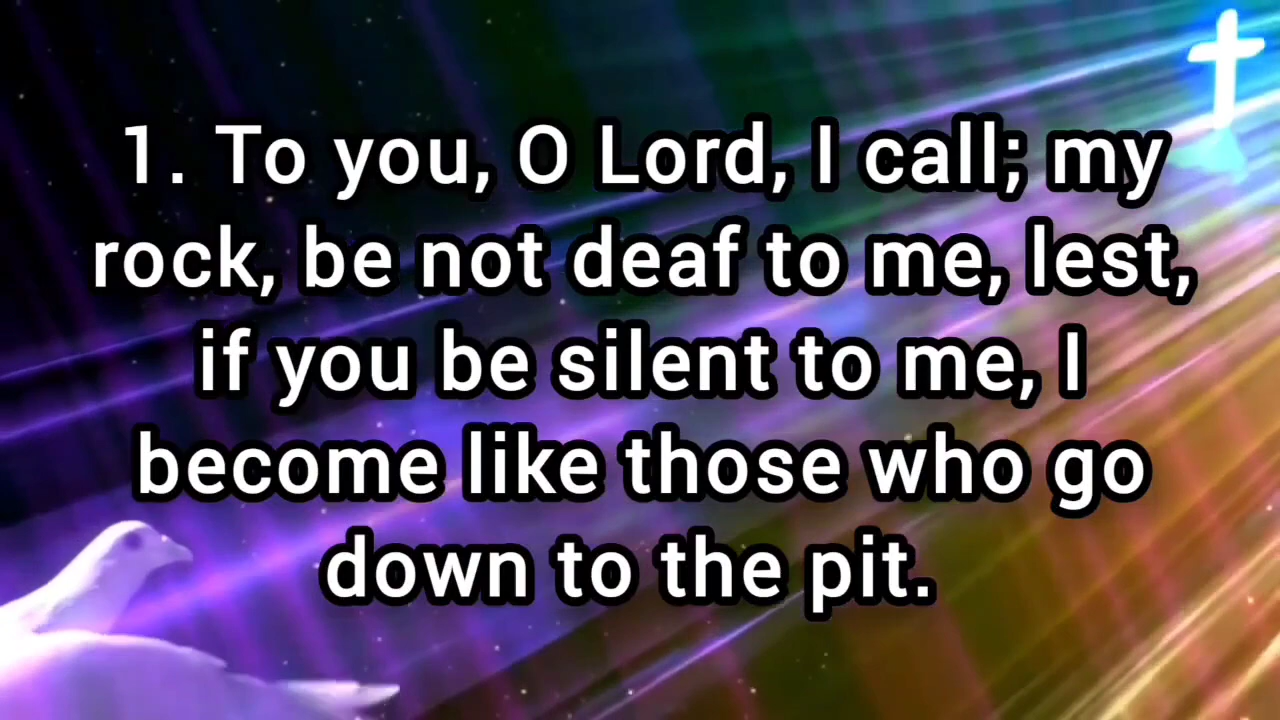 1. To you, O Lord, I call; my
rock, be not deaf to me, lest,
if you be silent to me, I
become like those who go
down to the pit.